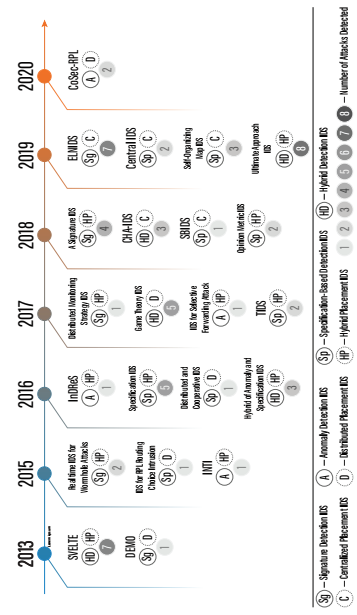 2013
2015
2016
2017
2018
2019
2020
SVELTE
HD HP
7
DEMO
Sg D
1
Real time IDS for
Wormhole Attacks
Sg HP
2
IDS for RPL Routing
Choice Intrusion
Sp D
1
INTI
A HP
1
InDReS
A HP
1
Specification IDS
Sp HP
5
Distributed and
Cooperative IDS
Sp D
1
Hybrid of Anomaly and
Specification IDS
HD HP
3
Distributed Monitoring
Strategy IDS
Sg HP
1
Game Theory IDS
HD D
5
IDS for Selective
Forwarding Attack
A HP
1
TIDS
Sp HP
2
A Signature IDS
Sg HP
4
CHA-IDS
HD C
3
SBIDS
Sp C
1
Opinion Metric IDS
Sp HP
2
ELNIDS
Sg C
7
Central IDS
Sp C
2
Self-Organizing
Map IDS
Sp C
3
Ultimate Approach
IDS
HD HP
8
CoSec-RPL
A D
2
Sg – Signature Detection IDS
A – Anomaly Detection IDS
Sp – Specification-Based Detection IDS
HD – Hybrid Detection IDS
C – Centralized Placement IDS
D – Distributed Placement IDS
HP – Hybrid Placement IDS
1 2 3 4 5 6 7 8 – Number of Attacks Detected